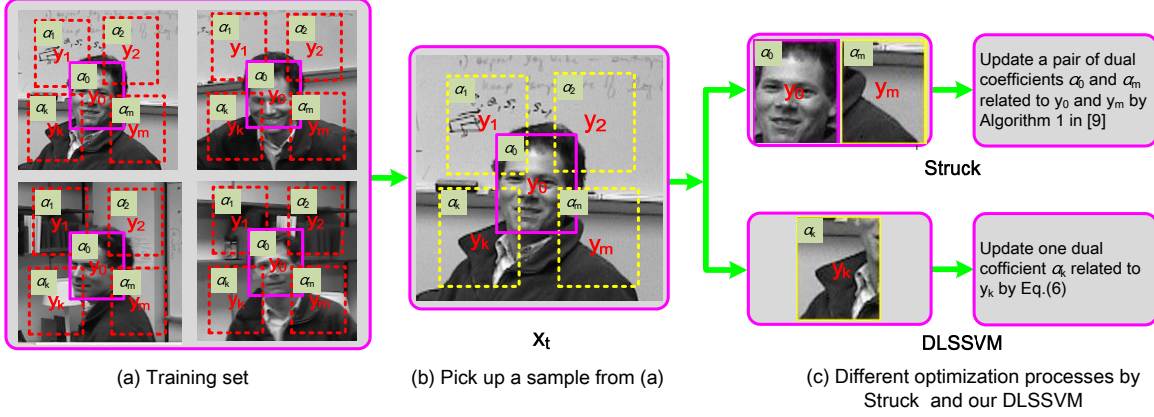 α₁ α₂ α₁ α₂
y₁ y₂ y₁ y₂
α₀ α₀
y₀ y₀
αₖ αₘ αₖ αₘ
yₖ yₘ yₖ yₘ
α₁ α₂ α₁ α₂
y₁ y₂ y₁ y₂
α₀ α₀
y₀ y₀
αₖ αₘ αₖ αₘ
yₖ yₘ yₖ yₘ
(a) Training set
α₁ α₂
y₁ y₂
α₀
y₀
αₖ αₘ
yₖ yₘ
xₜ
(b) Pick up a sample from (a)
α₀ αₘ
y₀ yₘ
Struck
Update a pair of dual
coefficients α₀ and αₘ
related to y₀ and yₘ by
Algorithm 1 in [9]
αₖ
yₖ
DLSSVM
Update one dual
cofficient αₖ related to
yₖ by Eq.(6)
(c) Different optimization processes by
Struck and our DLSSVM